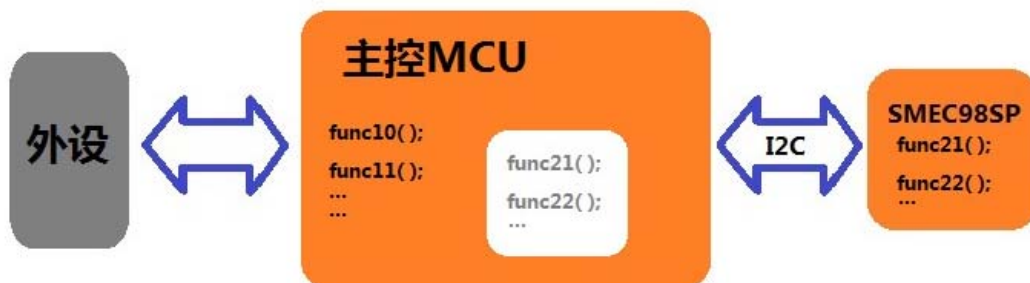 外设
主控MCU
func10( );
func11( );
...
...
func21( );
func22( );
...
I2C
SMEC98SP
func21( );
func22( );
...